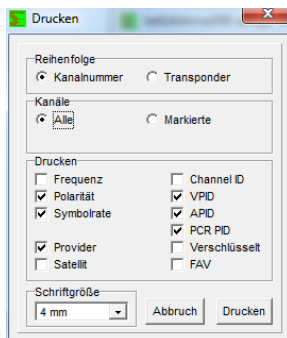 Drucken
Reihenfolge
Kanalnummer Transponder
Kanäle
Alle Markierte
Drucken
Frequenz Channel ID
Polarität VPID
Symbolrate APID
PCR PID
Provider Verschlüsselt
Satellit FAV
Schriftgröße
4 mm Abbruch Drucken